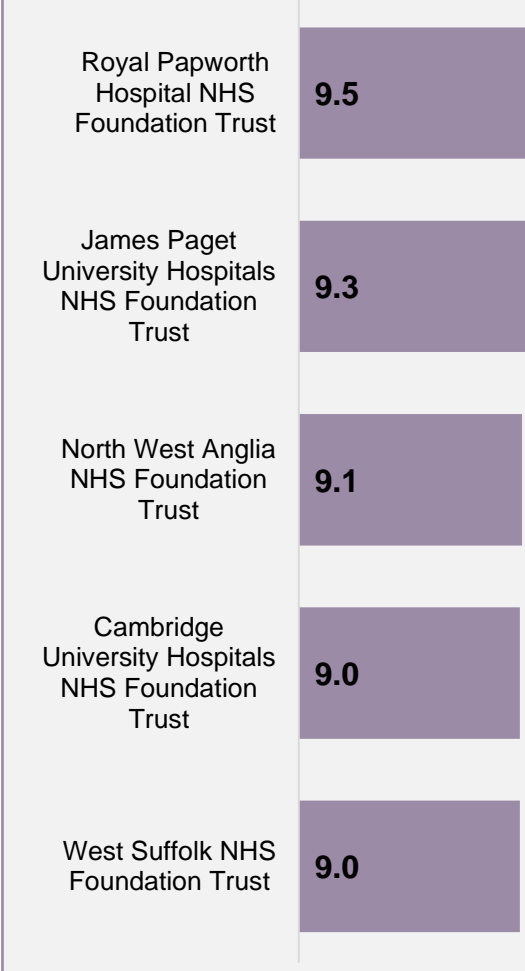 Royal Papworth
Hospital NHS
Foundation Trust
9.5
James Paget
University Hospitals
NHS Foundation
Trust
9.3
North West Anglia
NHS Foundation
Trust
9.1
Cambridge
University Hospitals
NHS Foundation
Trust
9.0
West Suffolk NHS
Foundation Trust
9.0